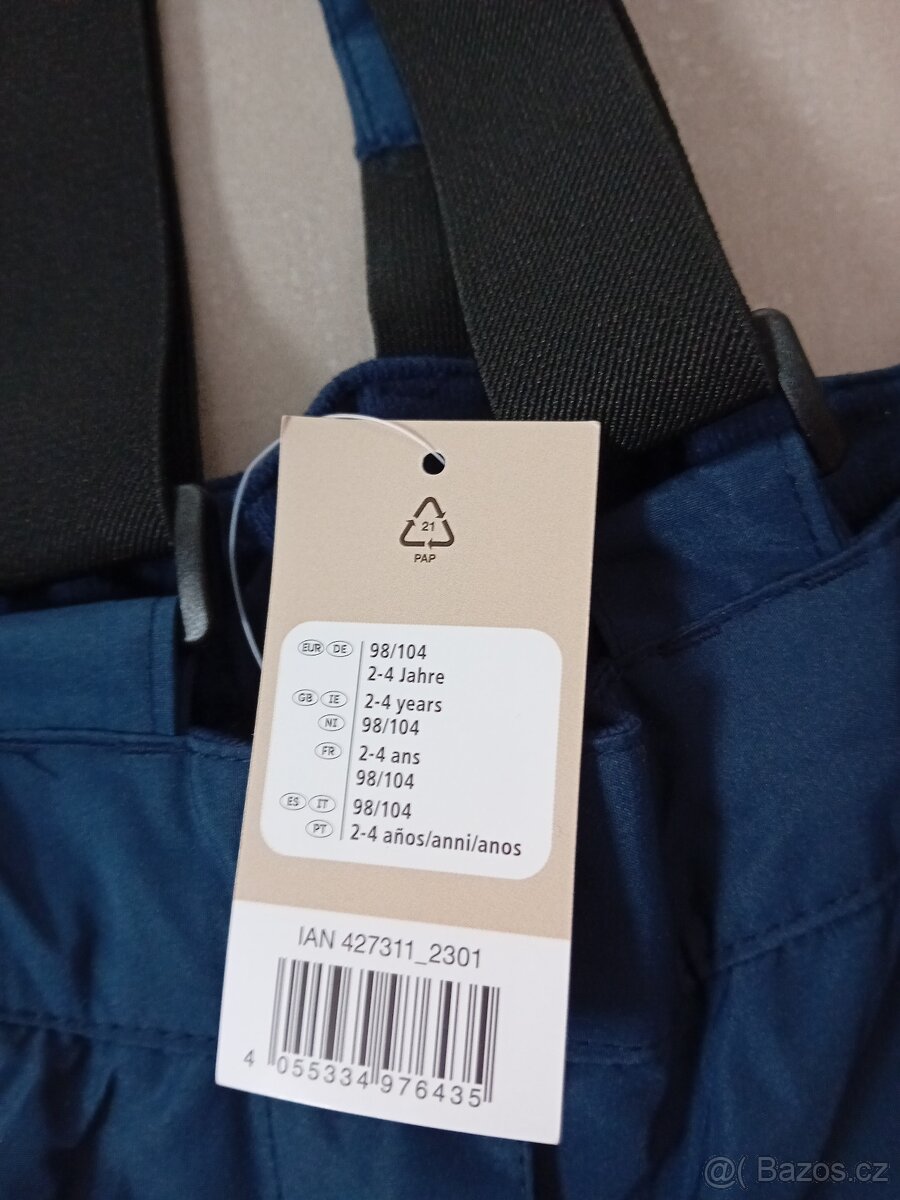 21
PAP
EUR DE 98/104
2-4 Jahre
GB IE 2-4 years
NI 98/104
FR 2-4 ans
98/104
ES IT 98/104
PT 2-4 años/anni/anos
IAN 427311_2301
4 055334 976435
@( Bazos.cz